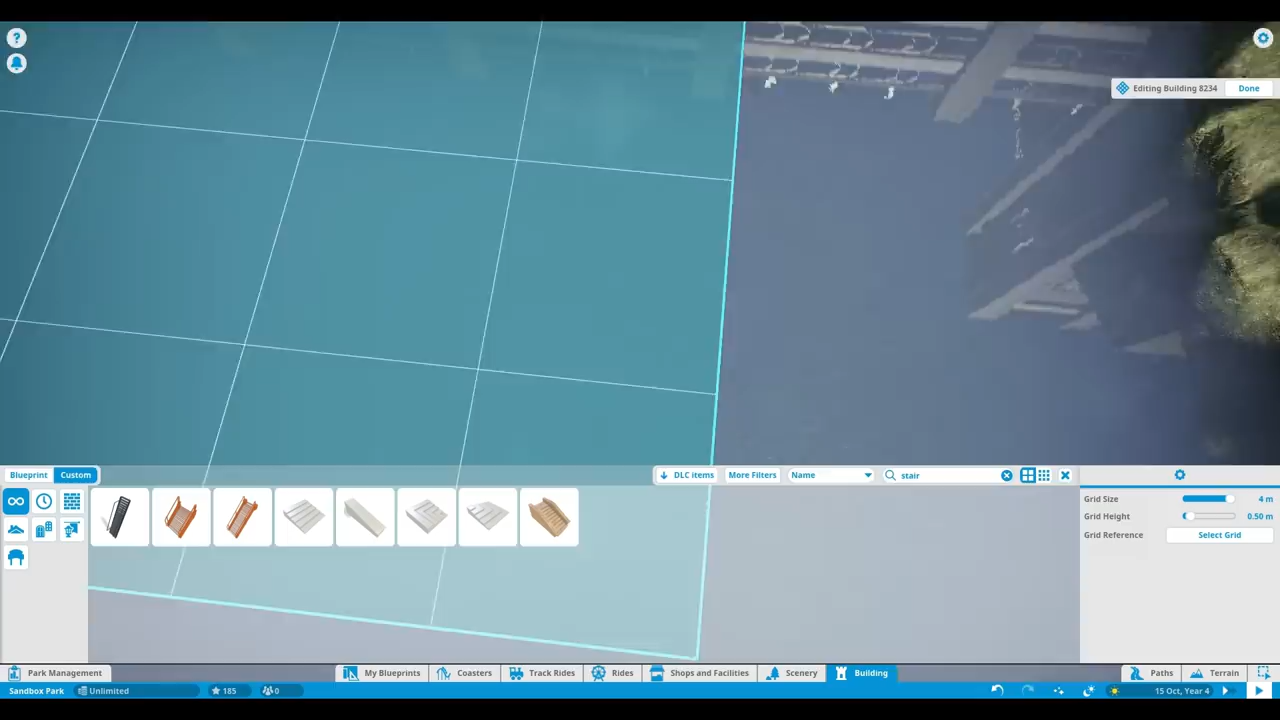 ?
Editing Building 8234 Done
Blueprint Custom DLC items More Filters Name stair
Grid Size 4 m
Grid Height 0.50 m
Grid Reference Select Grid
Park Management My Blueprints Coasters Track Rides Rides Shops and Facilities Scenery Building Paths Terrain
Sandbox Park Unlimited 185 0 15 Oct, Year 4